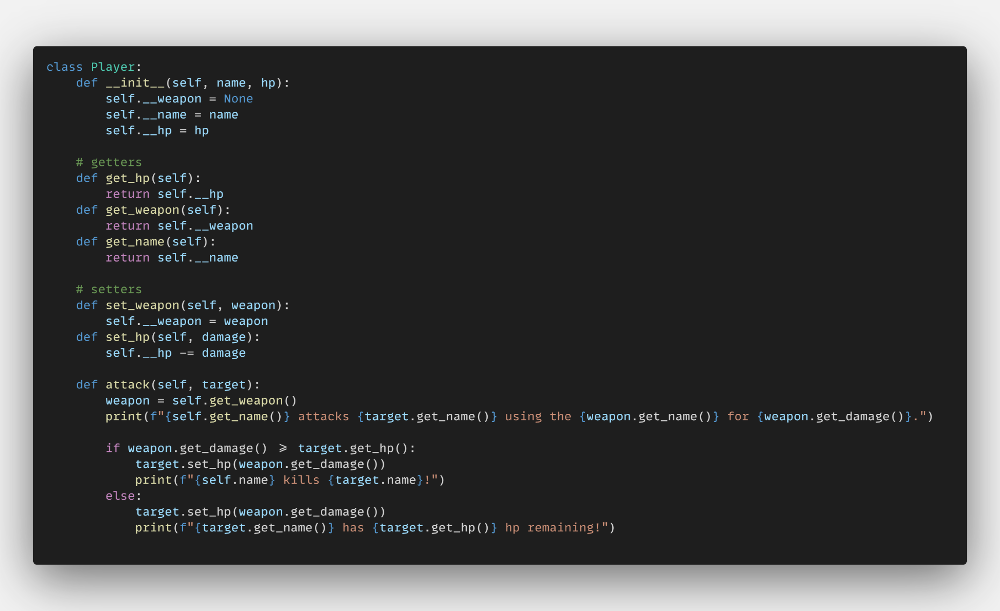 class Player:
    def __init__(self, name, hp):
        self.__weapon = None
        self.__name = name
        self.__hp = hp

    # getters
    def get_hp(self):
        return self.__hp
    def get_weapon(self):
        return self.__weapon
    def get_name(self):
        return self.__name

    # setters
    def set_weapon(self, weapon):
        self.__weapon = weapon
    def set_hp(self, damage):
        self.__hp -= damage

    def attack(self, target):
        weapon = self.get_weapon()
        print(f"{self.get_name()} attacks {target.get_name()} using the {weapon.get_name()} for {weapon.get_damage()}.")

        if weapon.get_damage() >= target.get_hp():
            target.set_hp(weapon.get_damage())
            print(f"{self.name} kills {target.name}!")
        else:
            target.set_hp(weapon.get_damage())
            print(f"{target.get_name()} has {target.get_hp()} hp remaining!")